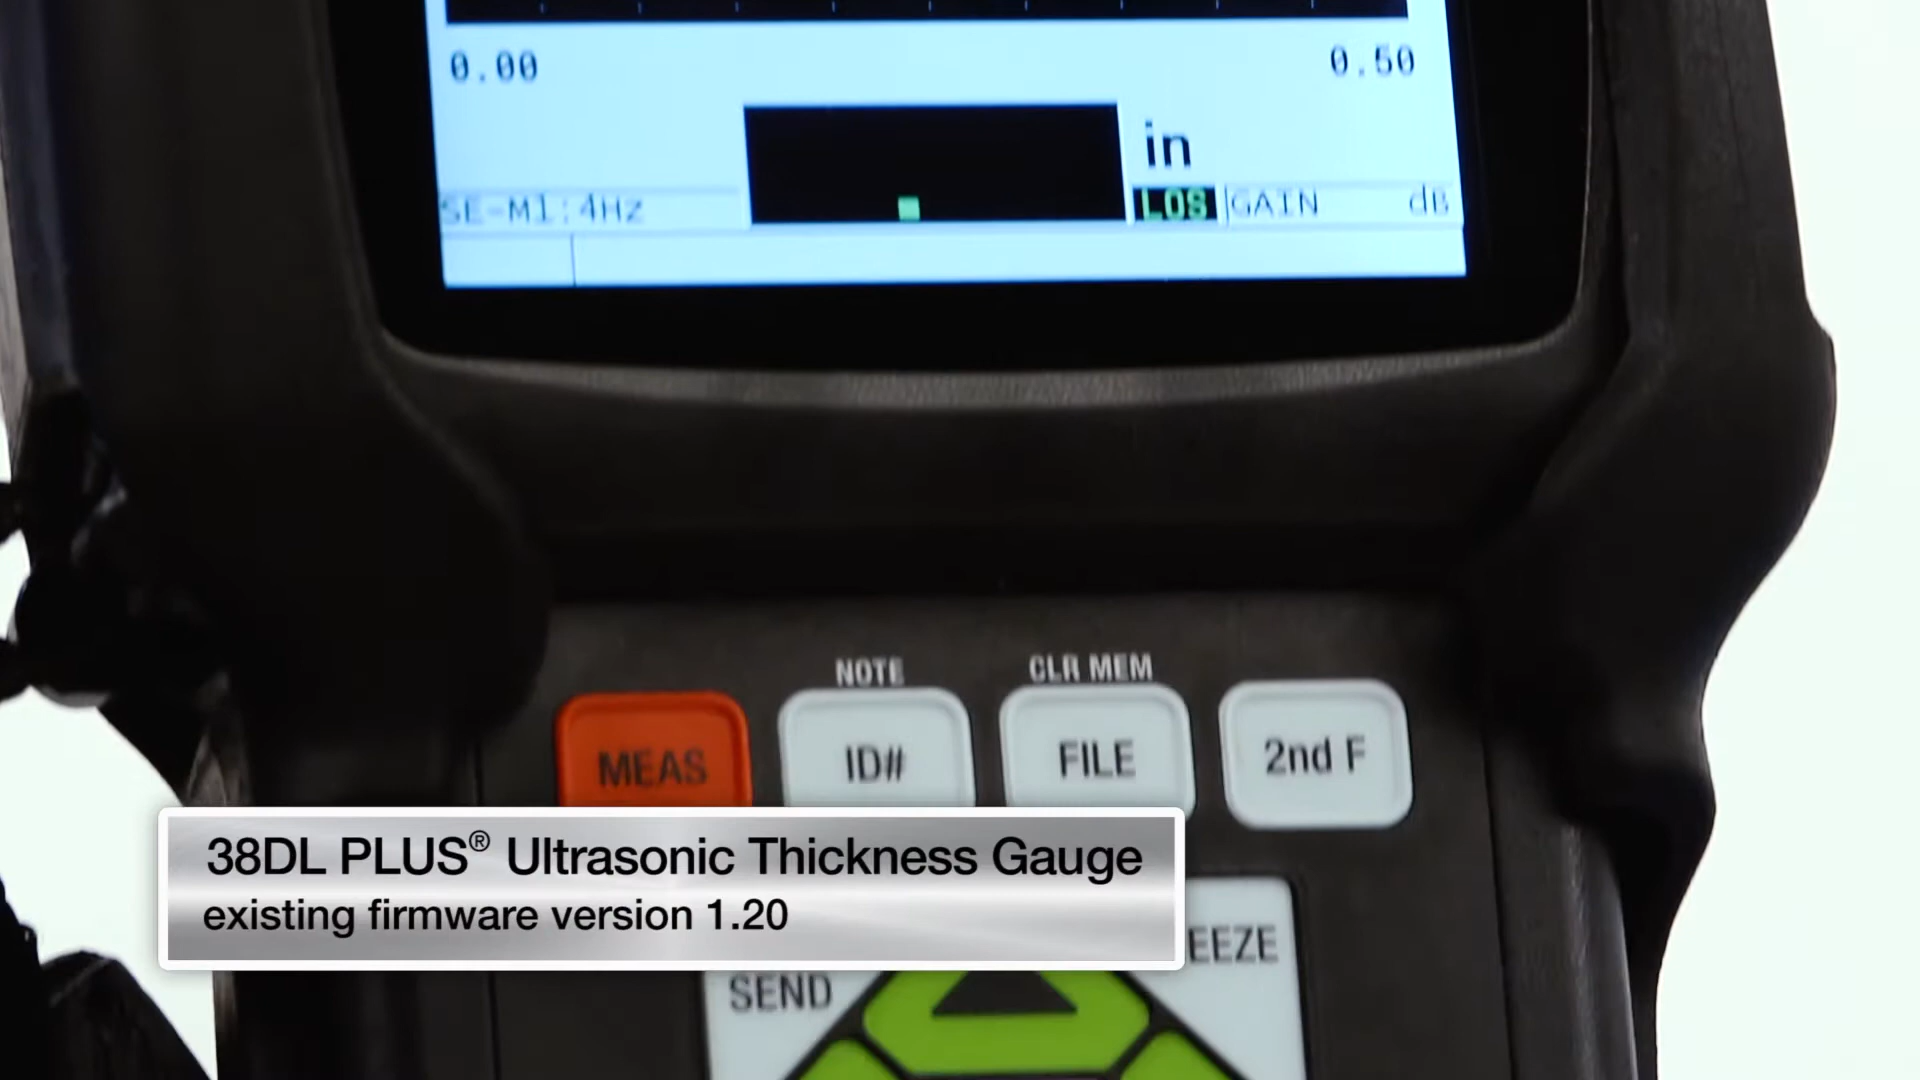 0.00 0.50
in
SE-M1:4Hz LOS GAIN dB
NOTE CLR MEM
MEAS ID# FILE 2nd F
38DL PLUS® Ultrasonic Thickness Gauge
existing firmware version 1.20
EEZE
SEND